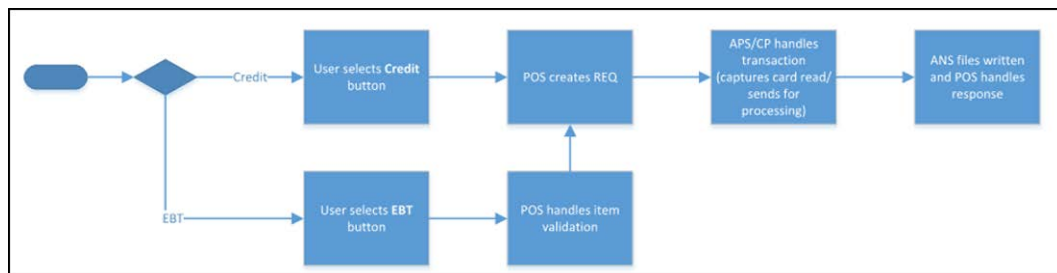 Credit
User selects Credit
button
POS creates REQ
APS/CP handles
transaction
(captures card read/
sends for
processing)
ANS files written
and POS handles
response
EBT
User selects EBT
button
POS handles item
validation